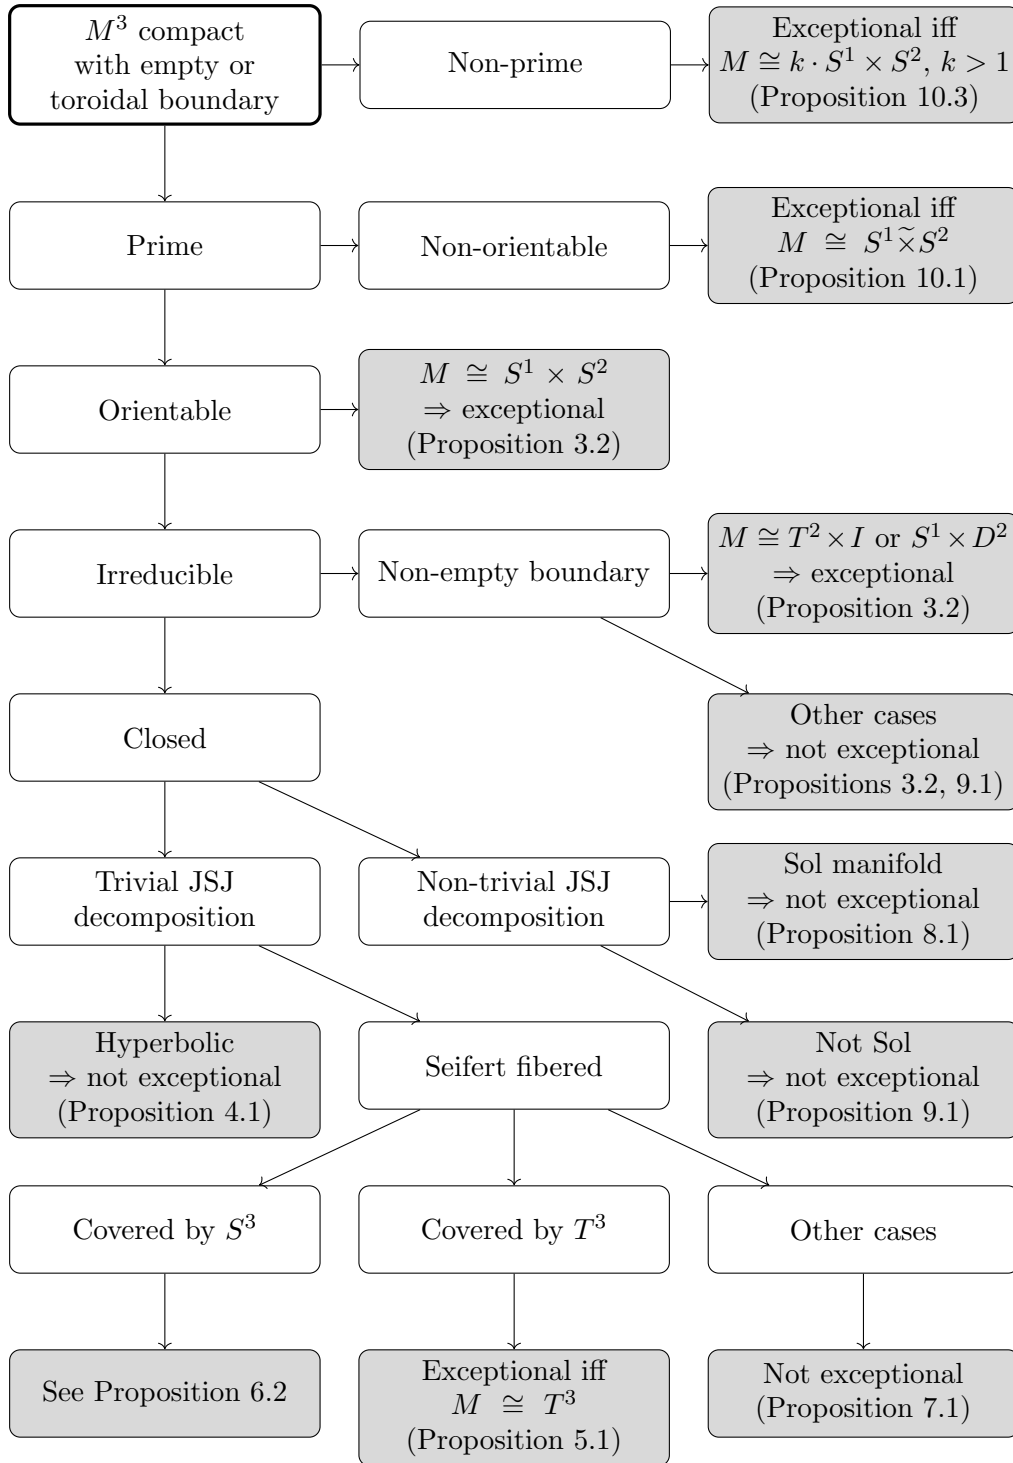 M³ compact
with empty or
toroidal boundary
Non-prime
Exceptional iff
M ≅ k · S¹ × S², k > 1
(Proposition 10.3)
Prime
Non-orientable
Exceptional iff
M ≅ S¹ ×̃ S²
(Proposition 10.1)
Orientable
M ≅ S¹ × S²
⇒ exceptional
(Proposition 3.2)
Irreducible
Non-empty boundary
M ≅ T² × I or S¹ × D²
⇒ exceptional
(Proposition 3.2)
Closed
Other cases
⇒ not exceptional
(Propositions 3.2, 9.1)
Trivial JSJ
decomposition
Non-trivial JSJ
decomposition
Sol manifold
⇒ not exceptional
(Proposition 8.1)
Hyperbolic
⇒ not exceptional
(Proposition 4.1)
Seifert fibered
Not Sol
⇒ not exceptional
(Proposition 9.1)
Covered by S³
Covered by T³
Other cases
See Proposition 6.2
Exceptional iff
M ≅ T³
(Proposition 5.1)
Not exceptional
(Proposition 7.1)